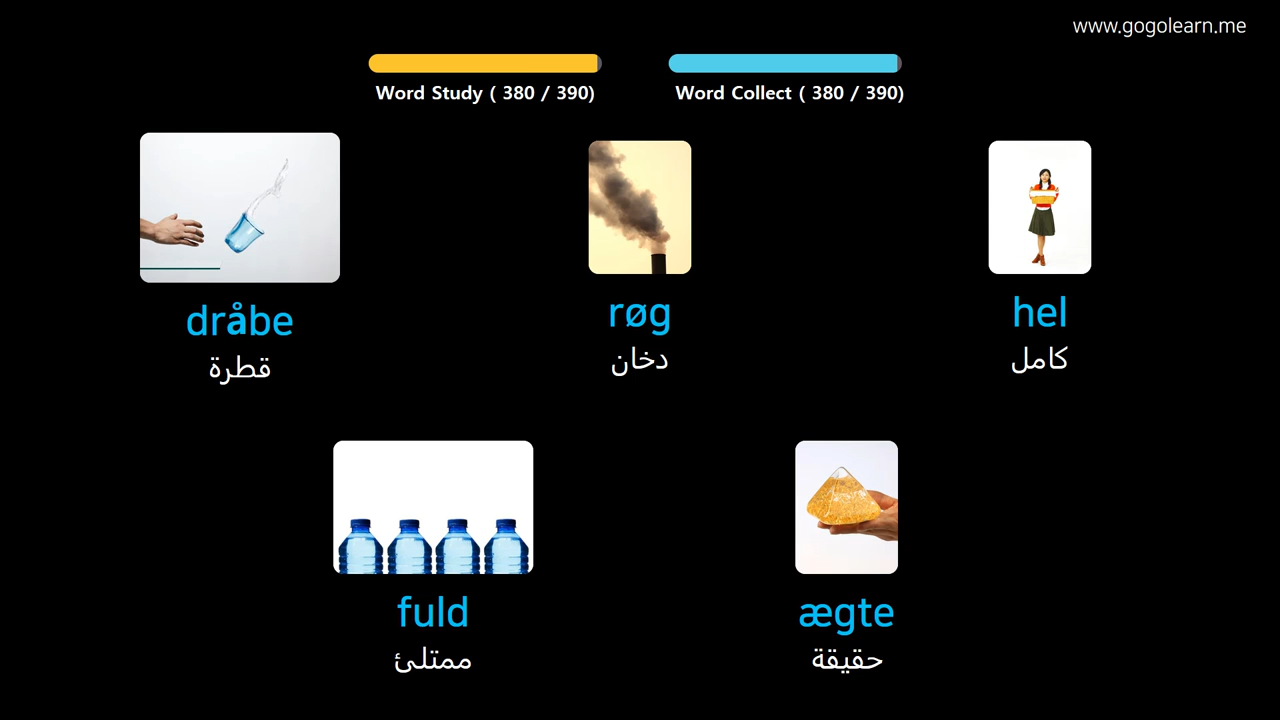 www.gogolearn.me
Word Study ( 380 / 390)
Word Collect ( 380 / 390)
dråbe
قطرة
røg
دخان
hel
كامل
fuld
ممتلئ
ægte
حقيقة